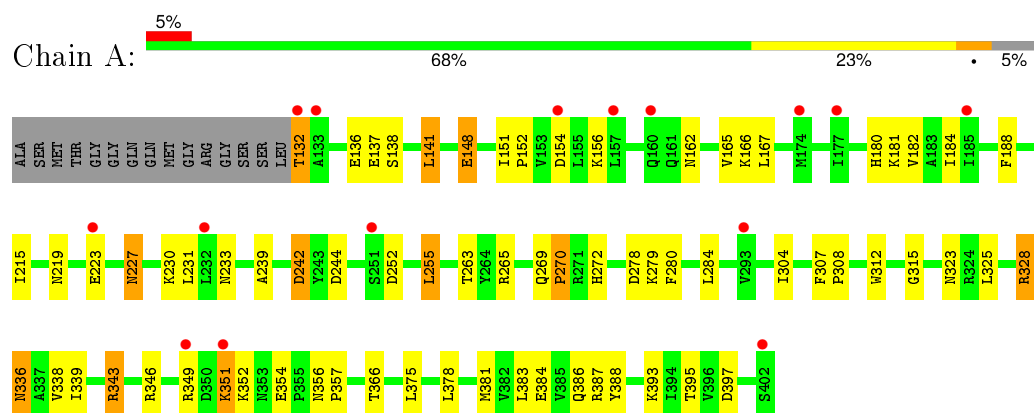 5%
Chain A:
68% 23% • 5%
ALA SER MET THR GLY GLY GLN GLN MET GLY ARG GLY SER SER LEU T132 A133 E136 E137 S138 L141 E148 I151 P152 V153 D154 L155 K156 L157 Q160 Q161 N162 V165 K166 L167 M174 I177 H180 K181 V182 A183 I184 I185 F188
I215 N219 E223 N227 K230 L231 L232 N233 A239 D242 Y243 D244 S251 D252 L255 T263 Y264 R265 Q269 P270 R271 H272 D278 K279 F280 L284 V293 I304 F307 P308 W312 G315 N323 R324 L325 R328
N336 A337 V338 I339 R343 R346 R349 D350 K351 K352 N353 E354 P355 N356 P357 T366 L375 L378 M381 V382 L383 E384 V385 Q386 R387 Y388 K393 I394 T395 V396 D397 S402